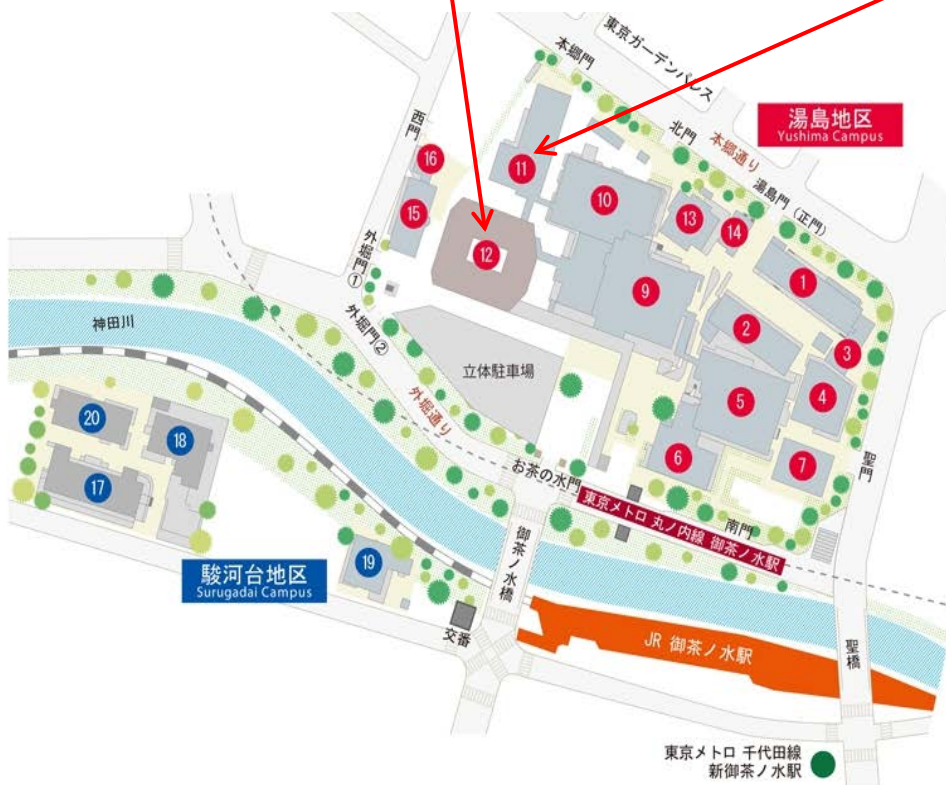 東京ガーデンパレス
本郷門
湯島地区
Yushima Campus
西門
北門
本郷通り
湯島門（正門）
16
11
10
15
13
14
12
外堀門①
9
1
2
3
外堀門②
神田川
立体駐車場
5
4
外堀通り
20
18
6
7
聖門
17
お茶の水門
東京メトロ 丸ノ内線 御茶ノ水駅
南門
駿河台地区
Surugadai Campus
19
御茶ノ水橋
交番
JR 御茶ノ水駅
聖橋
東京メトロ 千代田線
新御茶ノ水駅